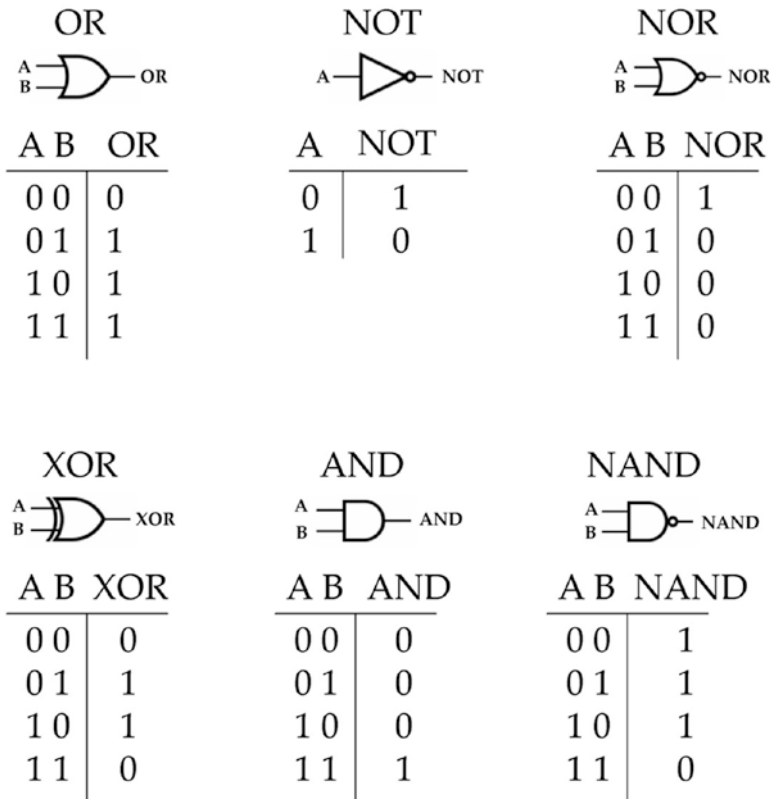 OR
A
B
OR
A B OR
0 0 0
0 1 1
1 0 1
1 1 1
NOT
A
NOT
A NOT
0 1
1 0
NOR
A
B
NOR
A B NOR
0 0 1
0 1 0
1 0 0
1 1 0
XOR
A
B
XOR
A B XOR
0 0 0
0 1 1
1 0 1
1 1 0
AND
A
B
AND
A B AND
0 0 0
0 1 0
1 0 0
1 1 1
NAND
A
B
NAND
A B NAND
0 0 1
0 1 1
1 0 1
1 1 0